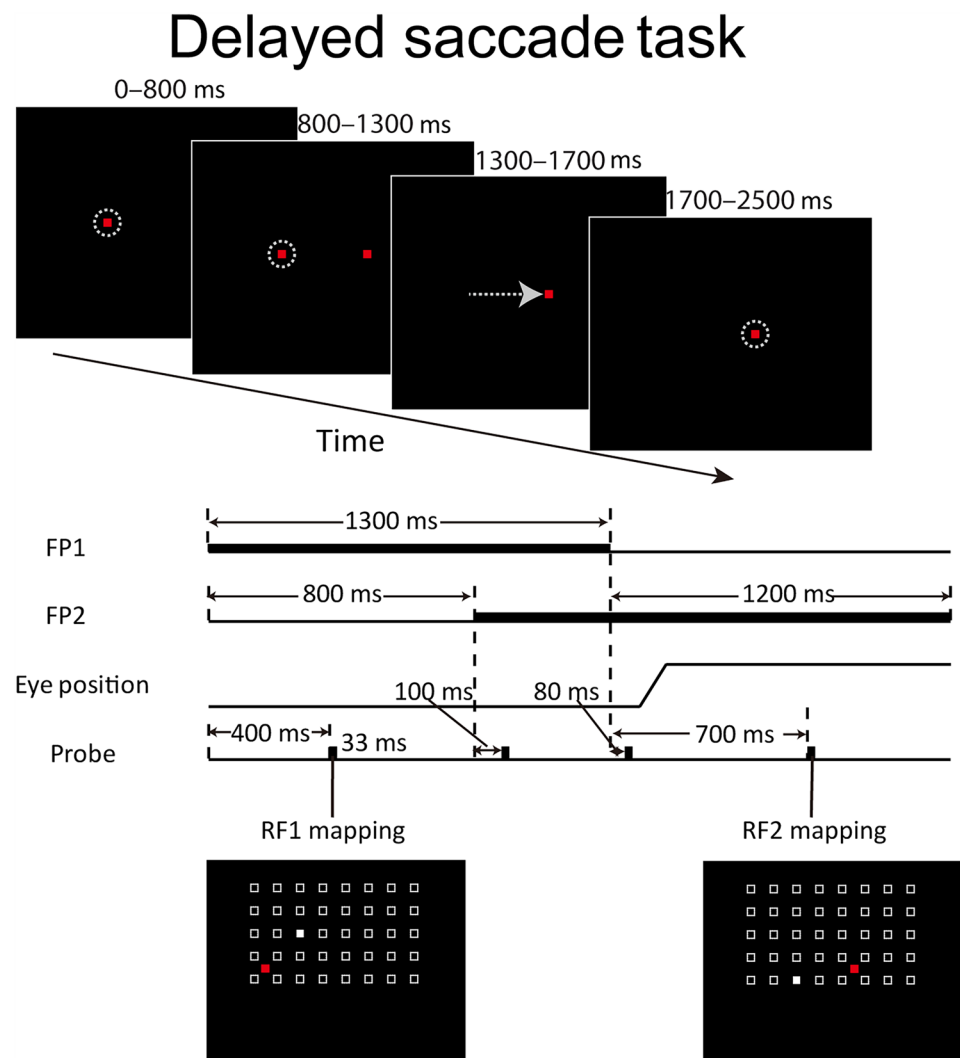 Delayed saccade task
0–800 ms
800–1300 ms
1300–1700 ms
1700–2500 ms
Time
1300 ms
FP1
800 ms
1200 ms
FP2
Eye position
100 ms
80 ms
400 ms
33 ms
700 ms
Probe
RF1 mapping
RF2 mapping